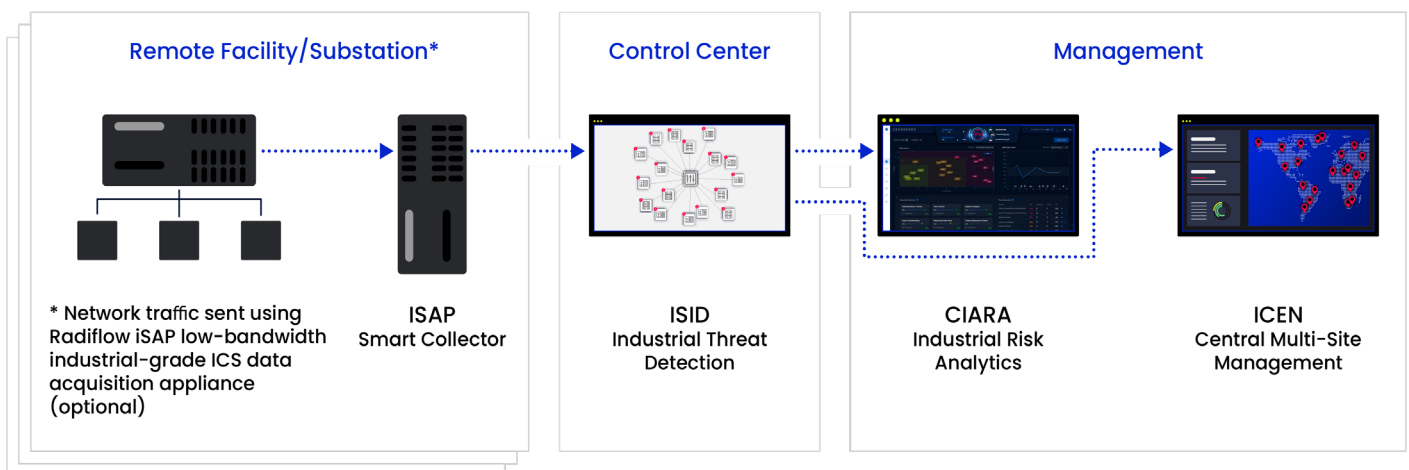 Remote Facility/Substation*
* Network traffic sent using
Radiflow iSAP low-bandwidth
industrial-grade ICS data
acquisition appliance
(optional)
ISAP
Smart Collector
Control Center
ISID
Industrial Threat
Detection
Management
CIARA
Industrial Risk
Analytics
ICEN
Central Multi-Site
Management